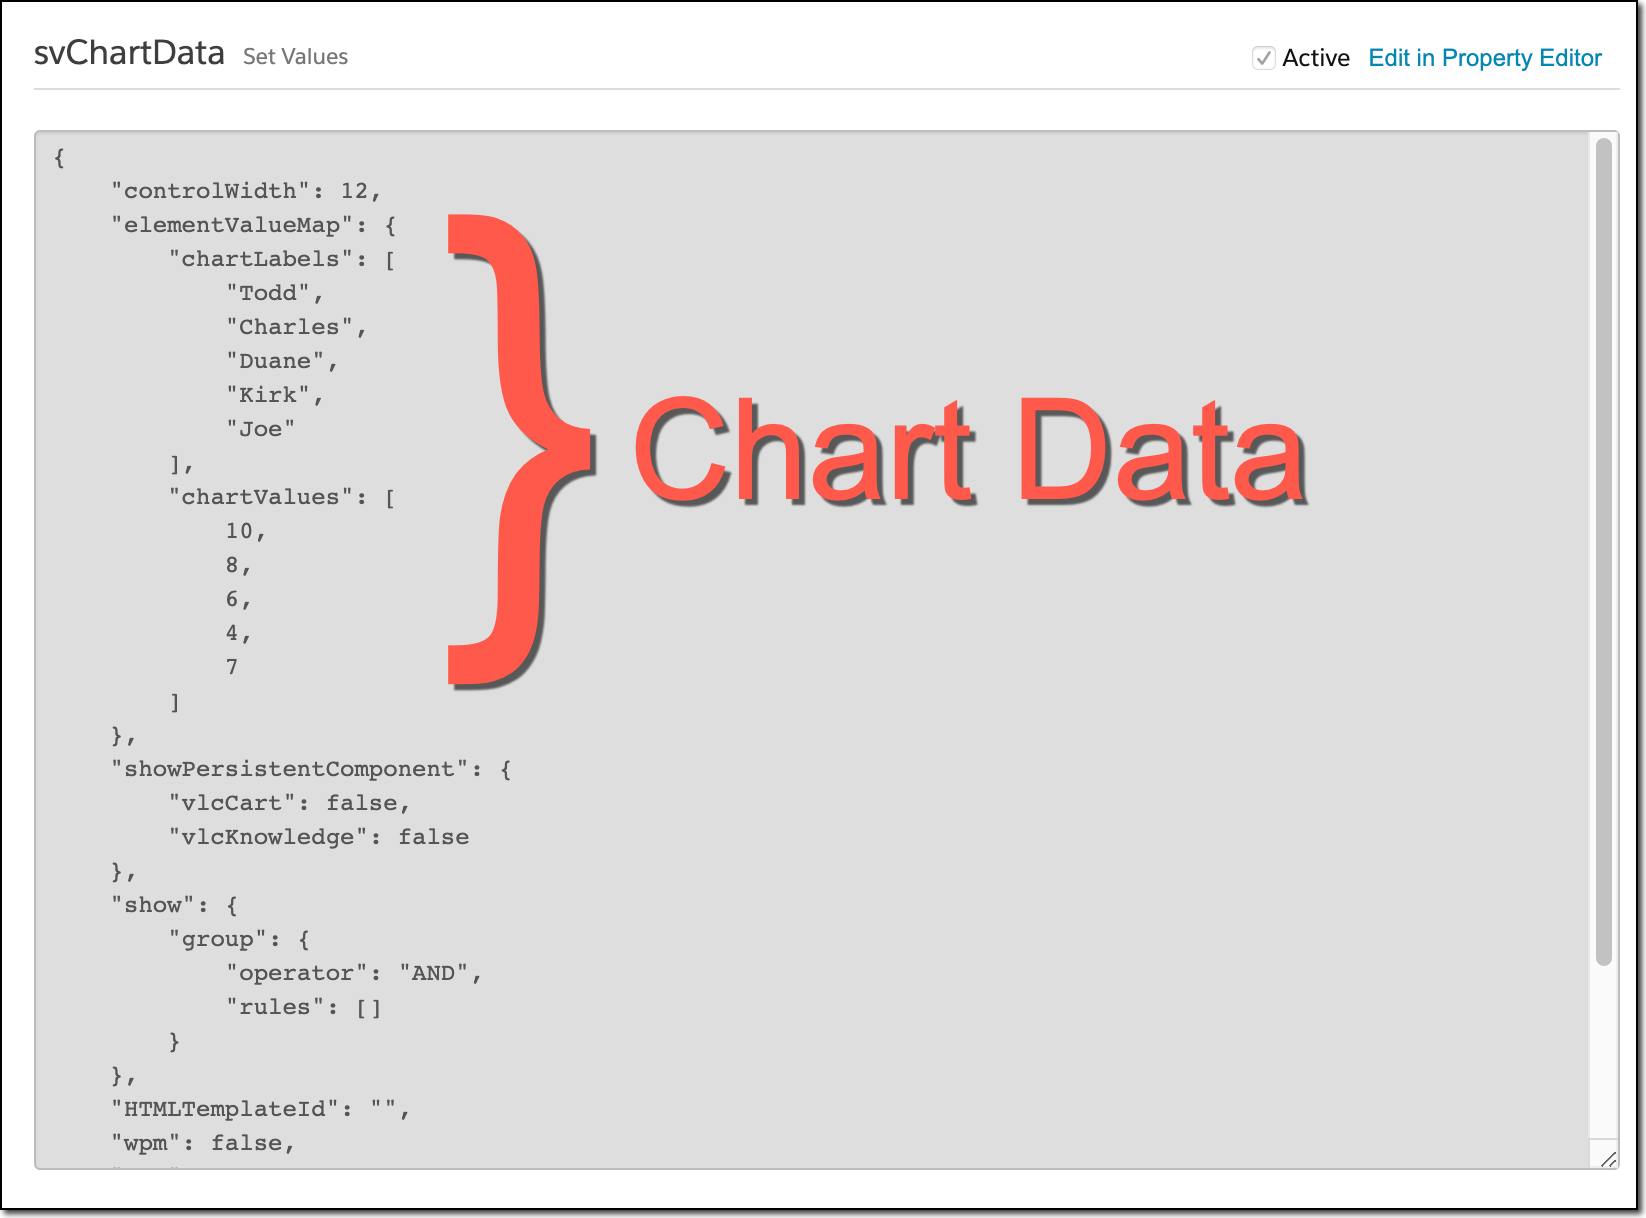 svChartData Set Values
Active Edit in Property Editor
{
"controlWidth": 12,
"elementValueMap": {
"chartLabels": [
"Todd",
"Charles",
"Duane",
"Kirk",
"Joe"
],
"chartValues": [
10,
8,
6,
4,
7
]
},
"showPersistentComponent": {
"vlcCart": false,
"vlcKnowledge": false
},
"show": {
"group": {
"operator": "AND",
"rules": []
}
},
"HTMLTemplateId": "",
"wpm": false,
} Chart Data